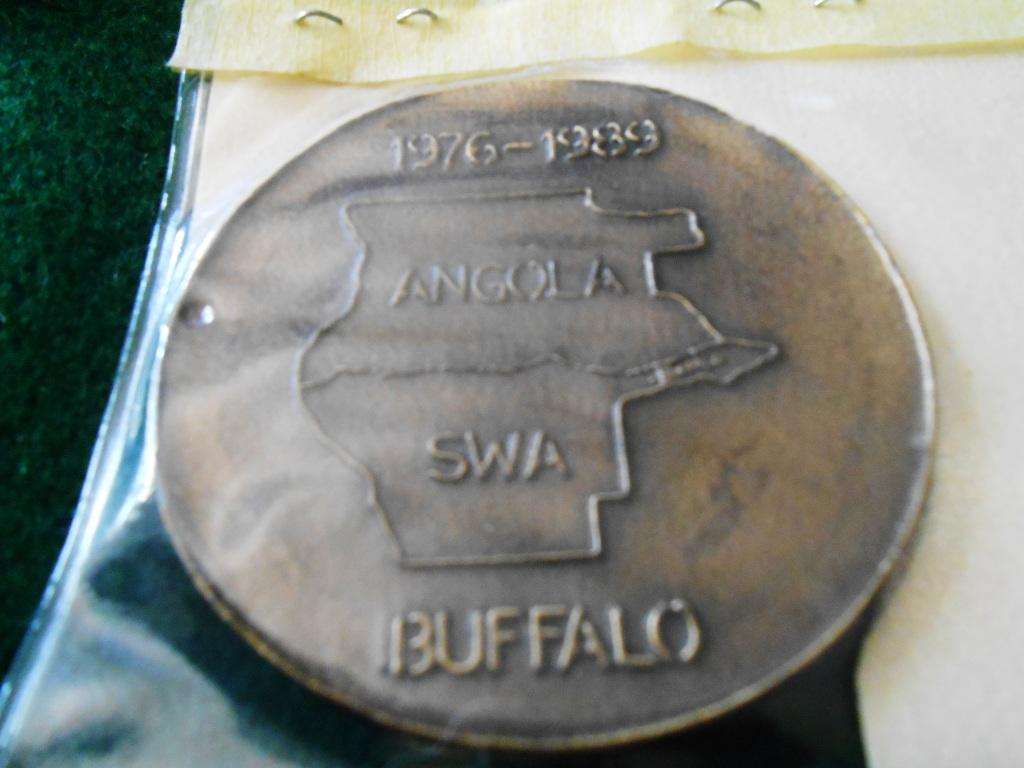 1976-1989
ANGOLA
SWA
BUFFALO